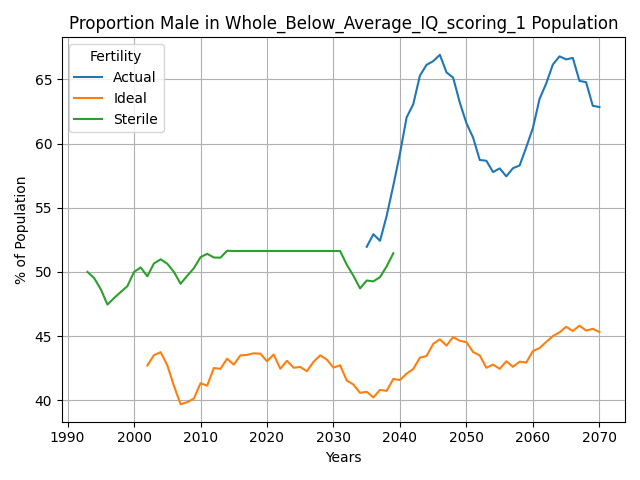 Proportion Male in Whole_Below_Average_IQ_scoring_1 Population
Fertility
Actual
Ideal
Sterile
% of Population
65
60
55
50
45
40
1990 2000 2010 2020 2030 2040 2050 2060 2070
Years